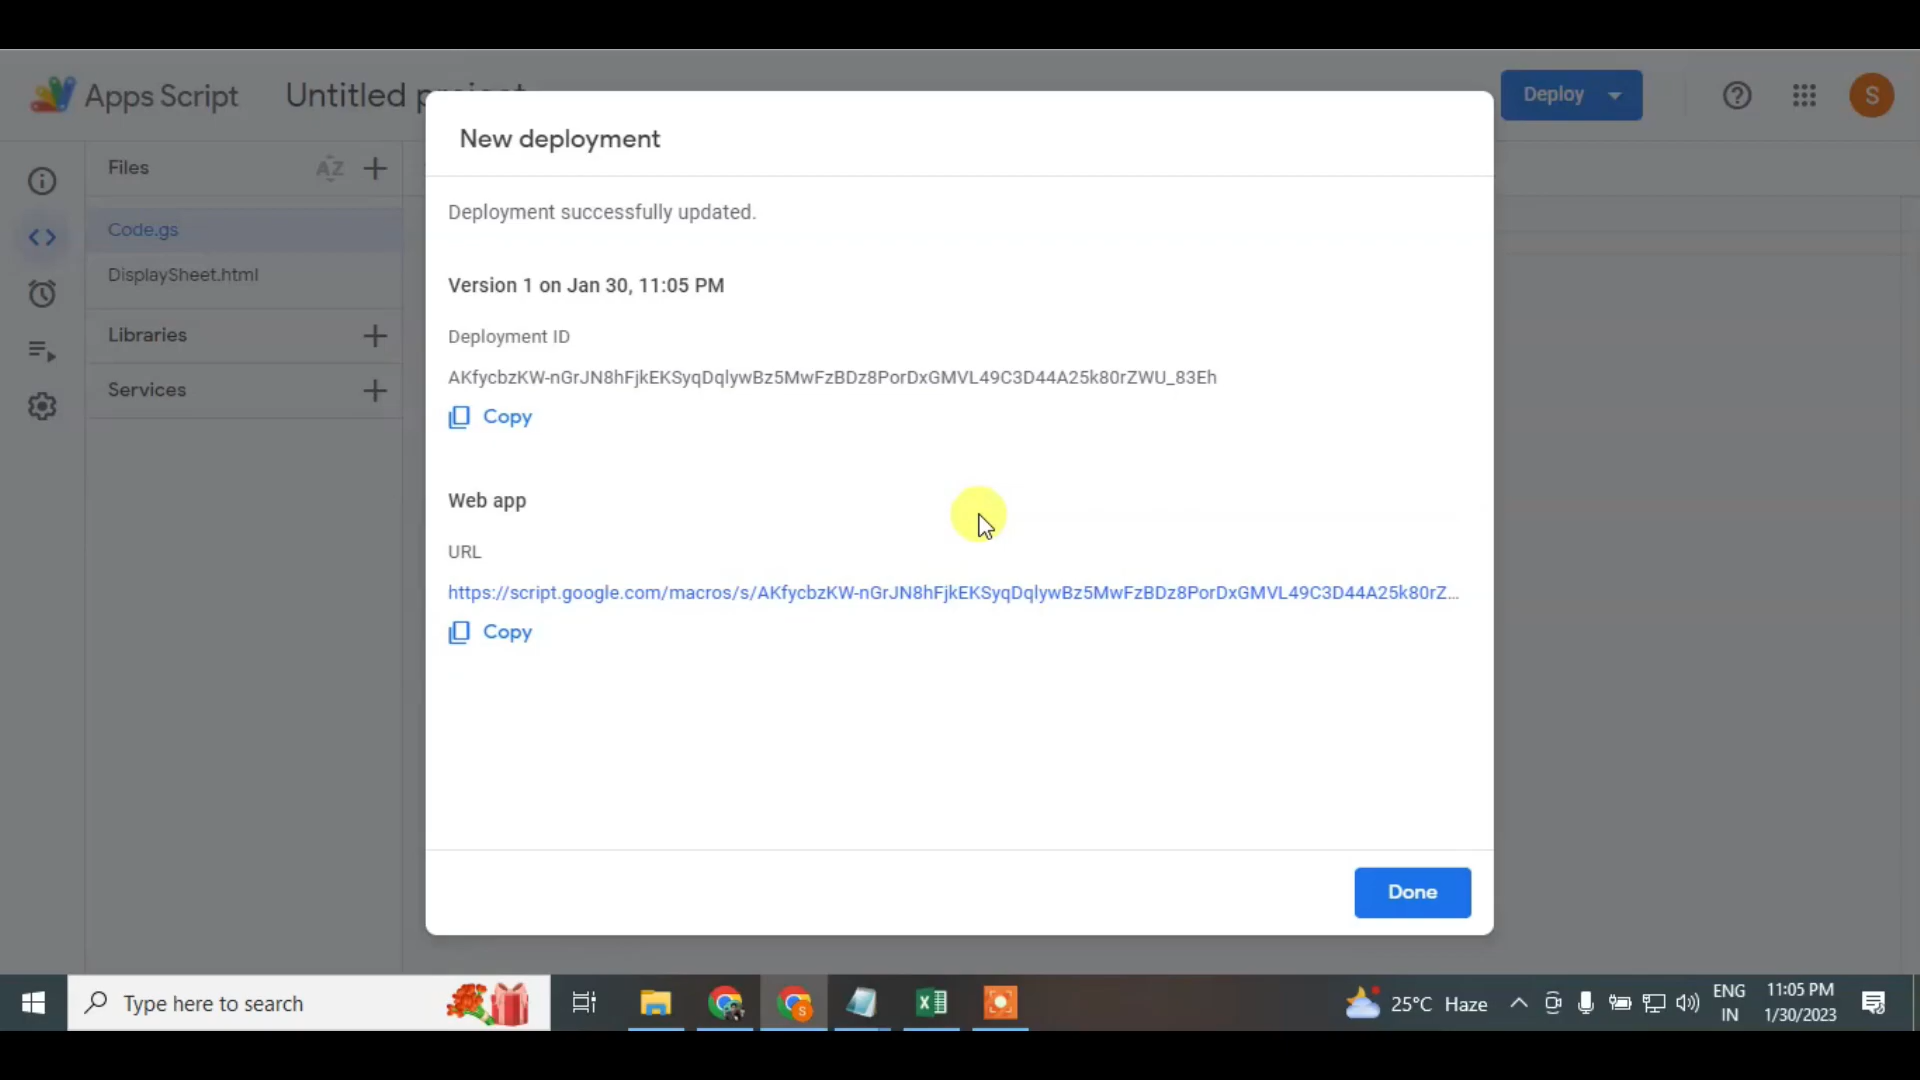 Apps Script
Untitled project
Deploy
S
New deployment
Files
AZ
Deployment successfully updated.
Code.gs
DisplaySheet.html
Version 1 on Jan 30, 11:05 PM
Libraries
Deployment ID
AKfycbzKW-nGrJN8hFjkEKSyqDqlywBz5MwFzBDz8PorDxGMVL49C3D44A25k80rZWU_83Eh
Services
Copy
Web app
URL
https://script.google.com/macros/s/AKfycbzKW-nGrJN8hFjkEKSyqDqlywBz5MwFzBDz8PorDxGMVL49C3D44A25k80rZ...
Copy
Done
Type here to search
S
25°C Haze
ENG
IN
11:05 PM
1/30/2023